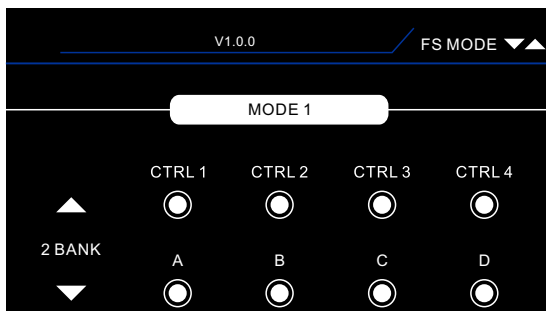 V1.0.0
FS MODE
MODE 1
CTRL 1 CTRL 2 CTRL 3 CTRL 4
2 BANK
A B C D